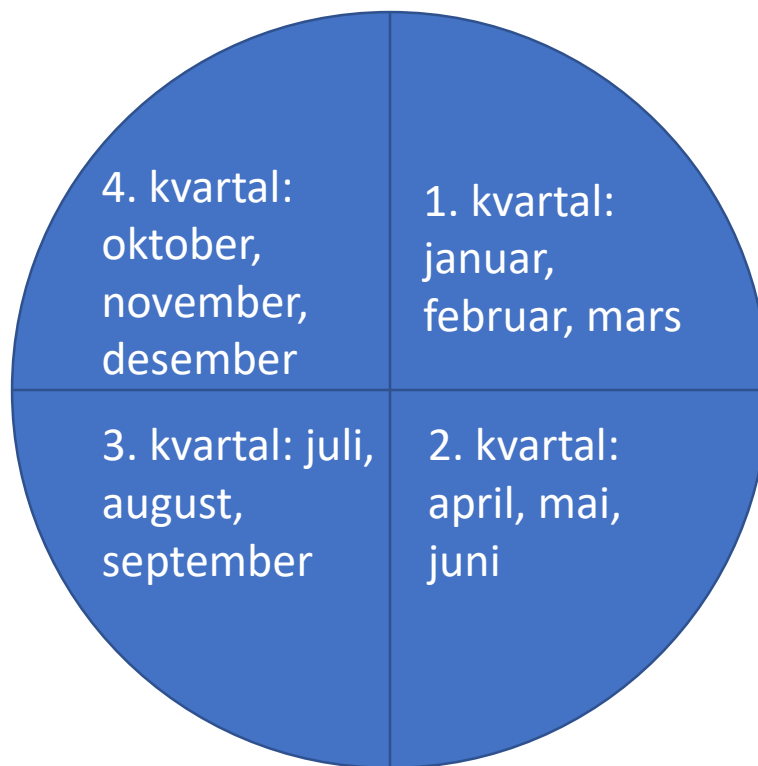 4. kvartal:
oktober,
november,
desember
1. kvartal:
januar,
februar, mars
3. kvartal: juli,
august,
september
2. kvartal:
april, mai,
juni